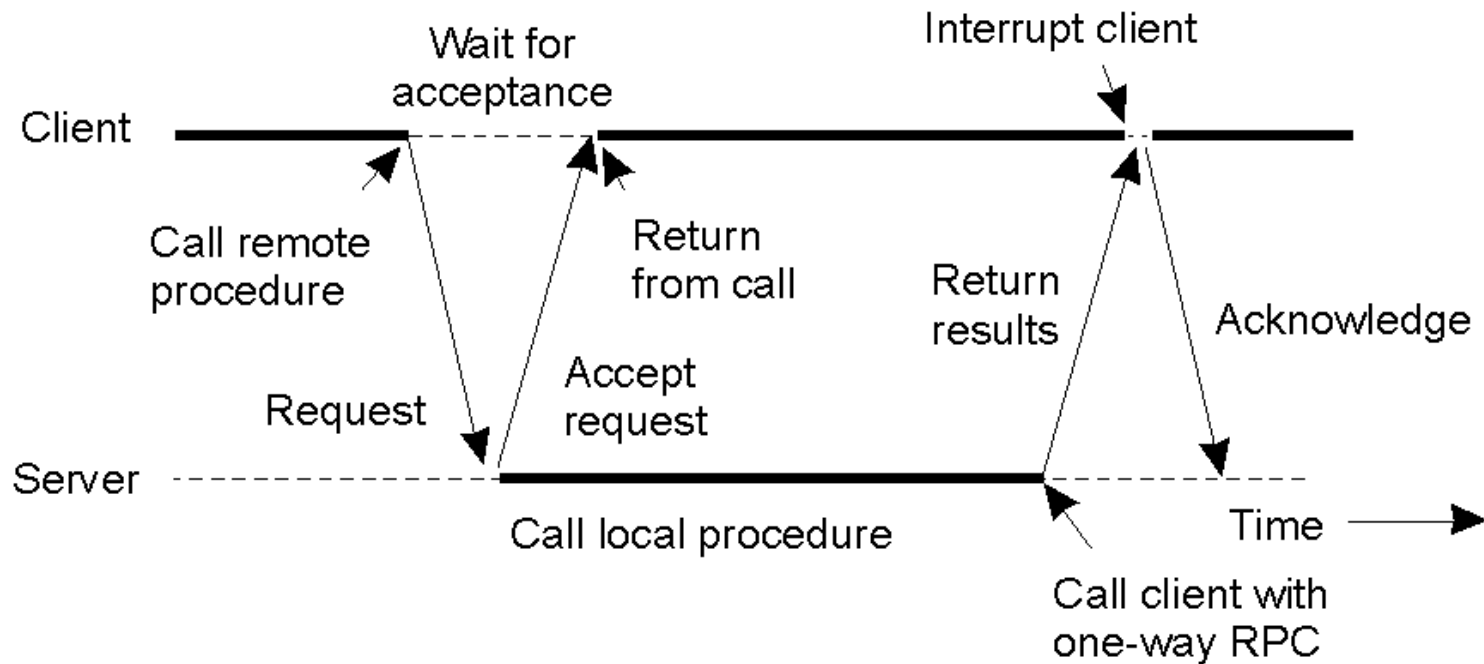 Wait for
acceptance
Interrupt client
Client
Call remote
procedure
Return
from call
Return
results
Acknowledge
Request
Accept
request
Server
Call local procedure
Time
Call client with
one-way RPC